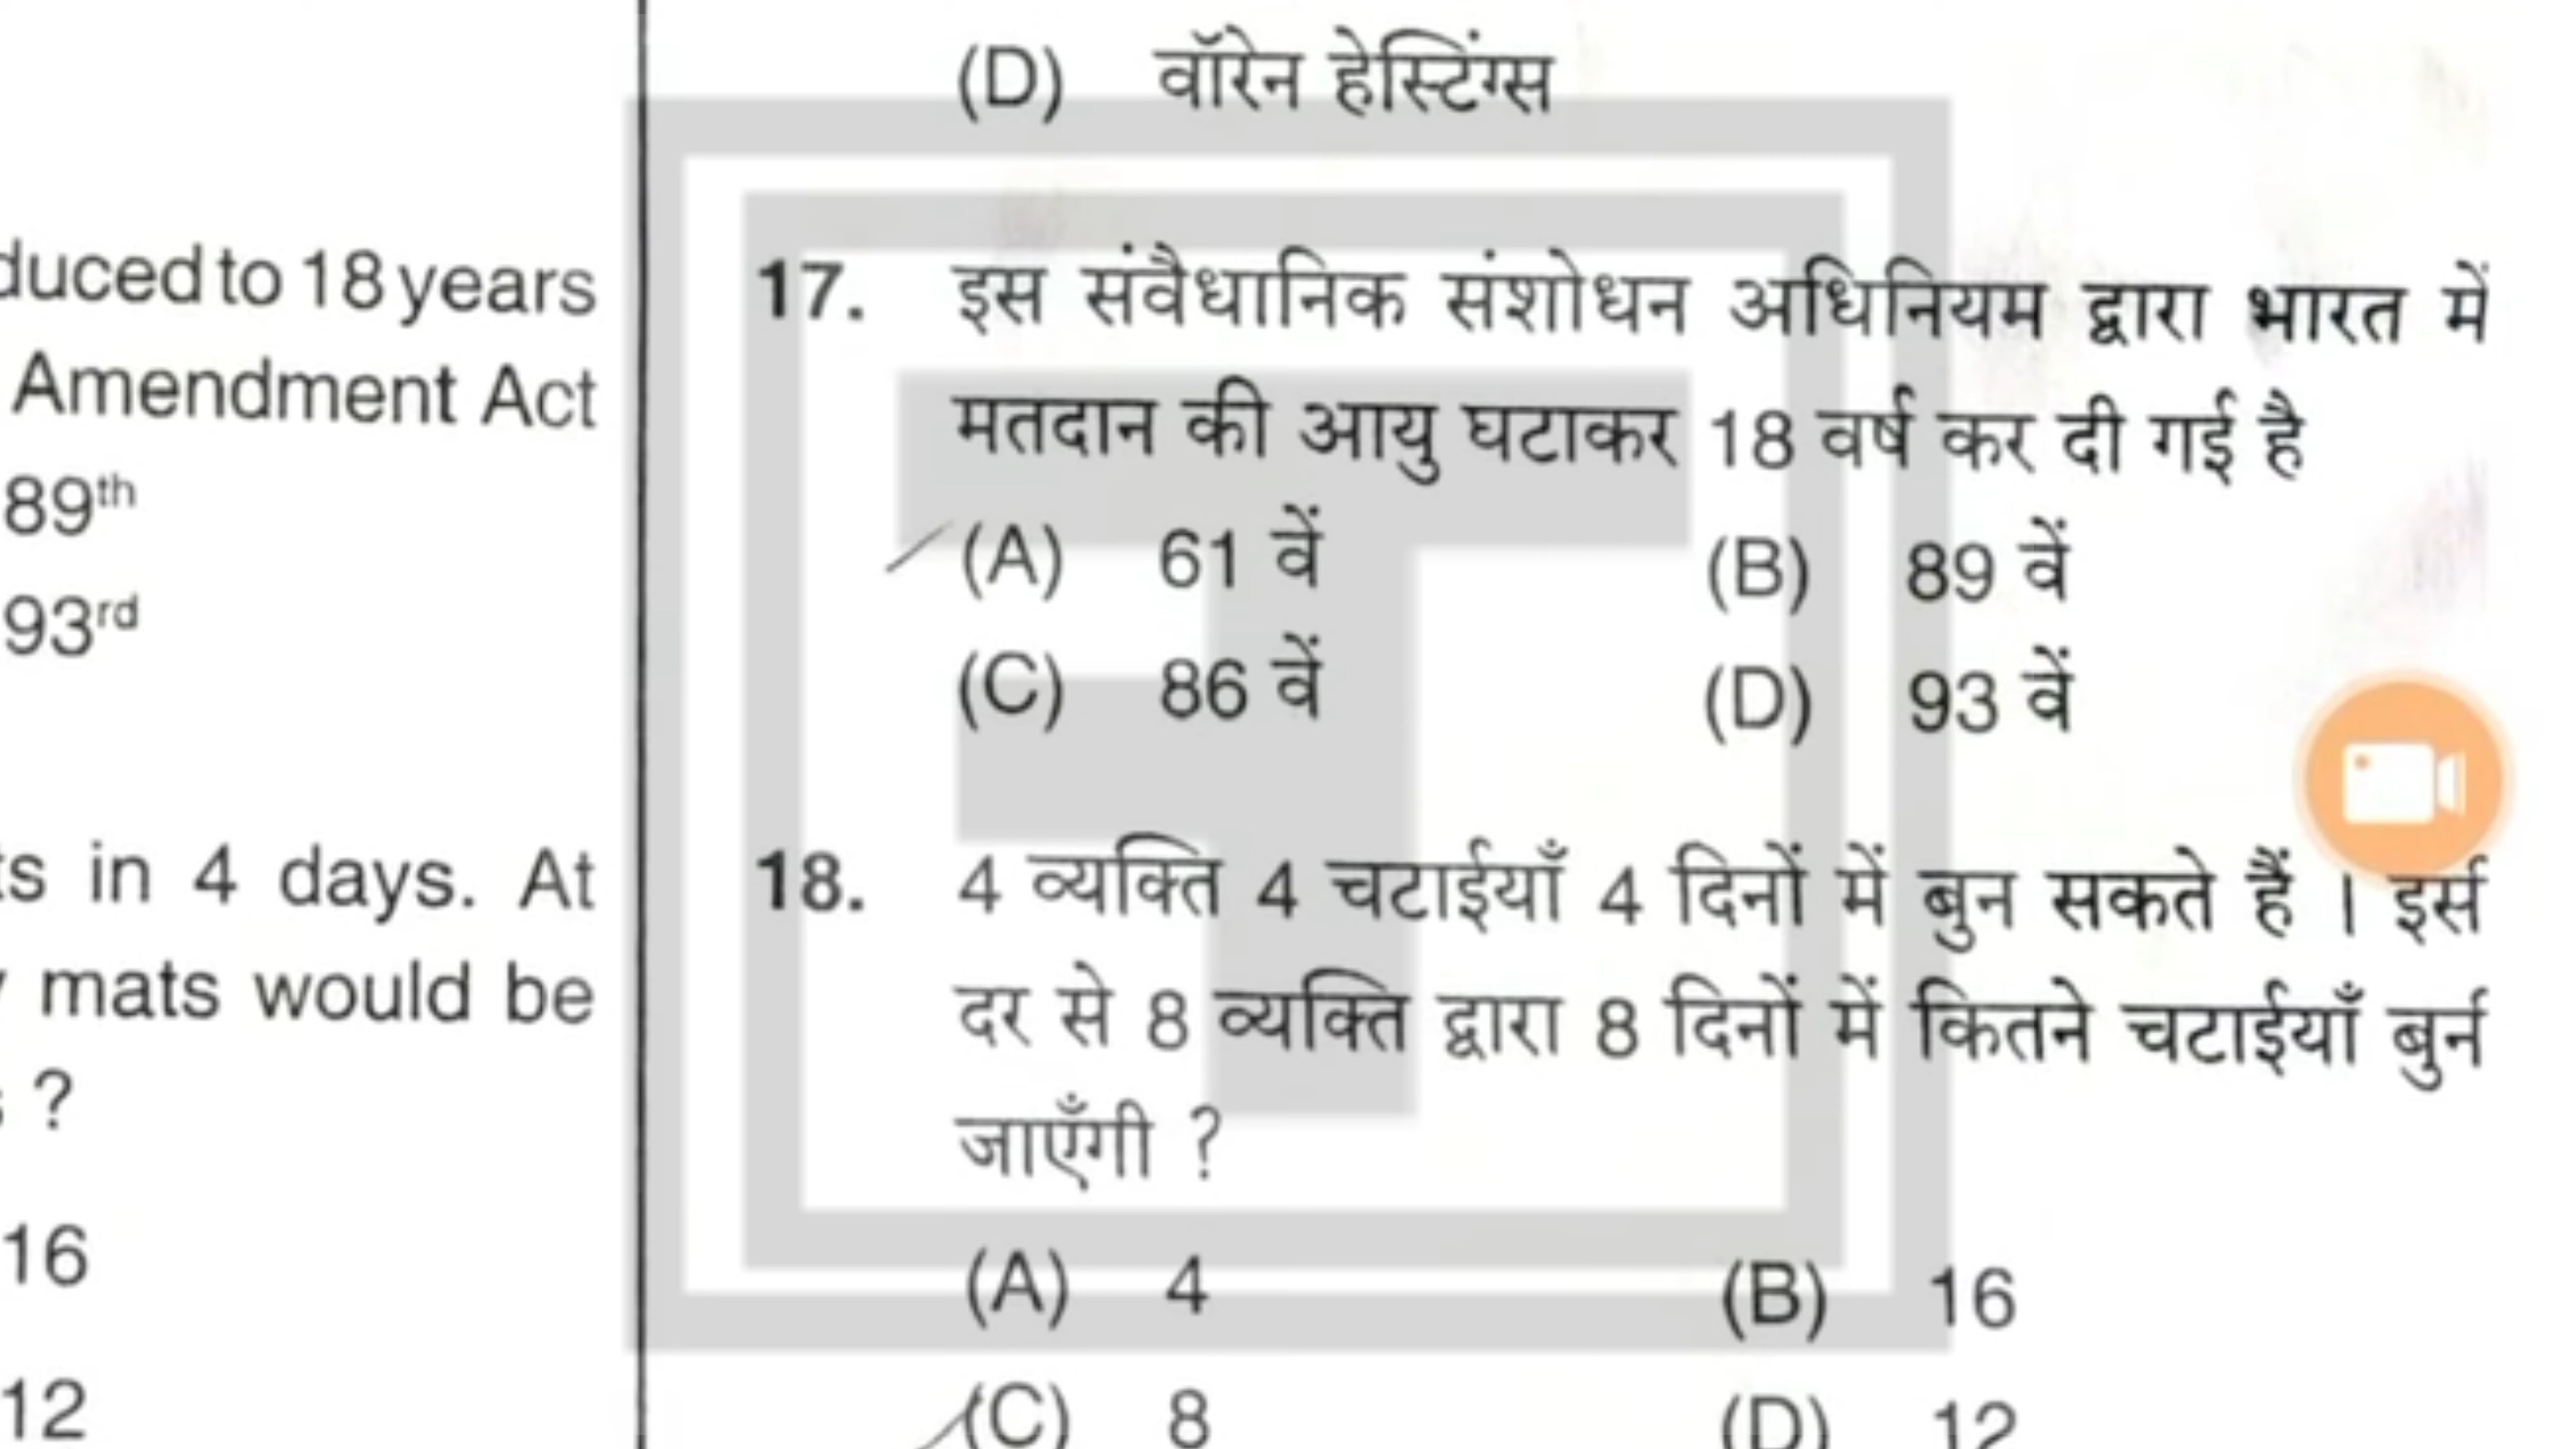 (D) वॉरेन हेस्टिंग्स
duced to 18 years
Amendment Act
89th
93rd
ts in 4 days. At
mats would be
?
16
12
17. इस संवैधानिक संशोधन अधिनियम द्वारा भारत में
मतदान की आयु घटाकर 18 वर्ष कर दी गई है
(A) 61 वें (B) 89 वें
(C) 86 वें (D) 93 वें
18. 4 व्यक्ति 4 चटाईयाँ 4 दिनों में बुन सकते हैं । इसी
दर से 8 व्यक्ति द्वारा 8 दिनों में कितने चटाईयाँ बुनी
जाएँगी ?
(A) 4 (B) 16
(C) 8 (D) 12